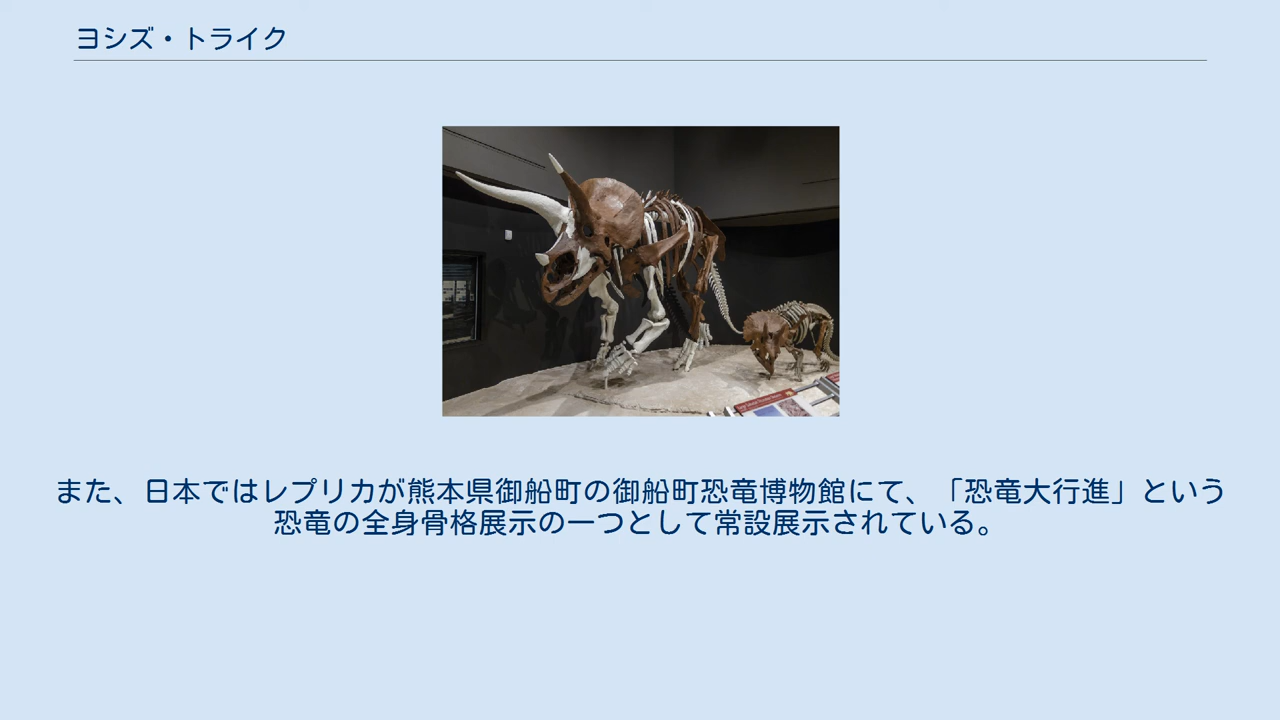 ヨシズ・トライク
また、日本ではレプリカが熊本県御船町の御船町恐竜博物館にて、「恐竜大行進」という
恐竜の全身骨格展示の一つとして常設展示されている。